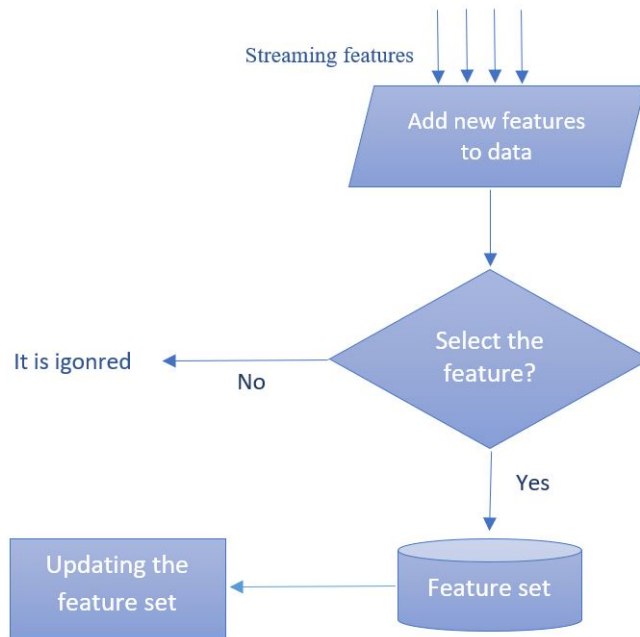 Streaming features
Add new features
to data
Select the
feature?
It is igonred
No
Yes
Updating the
feature set
Feature set